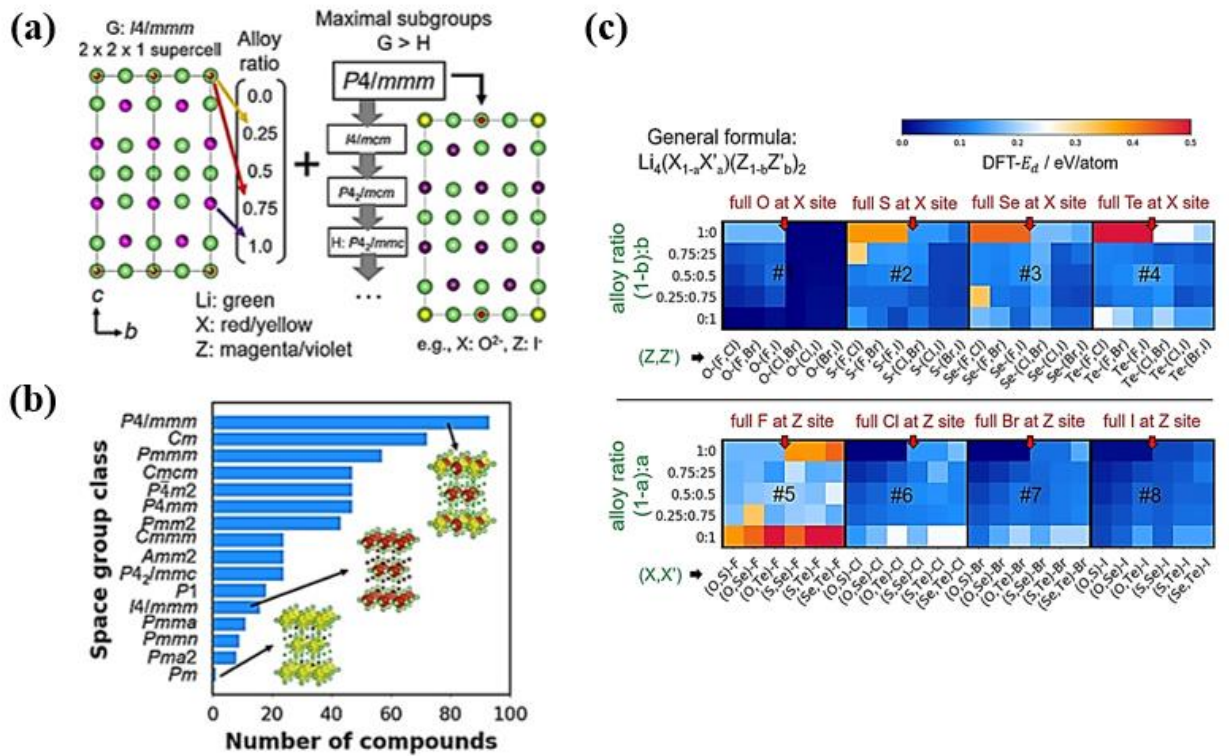 (a)
G: I4/mmm
2 x 2 x 1 supercell
Alloy
ratio
0.0
0.25
0.5
0.75
1.0
+
Maximal subgroups
G > H
P4/mmm
I4/mcm
P4₂/mcm
H: P4₂/mmc
...
c
b
Li: green
X: red/yellow
Z: magenta/violet
e.g., X: O²⁻, Z: I⁻
(b)
Space group class
P4/mmm
Cm
Pmmm
Cmcm
P4̅m2
P4mm
Pmm2
Cmmm
Amm2
P4₂/mmc
P1
I4/mmm
Pmma
Pmmn
Pma2
Pm
0 20 40 60 80 100
Number of compounds
(c)
General formula:
Li₄(X₁₋ₐX'ₐ)(Z₁₋bZ'b)₂
0.0 0.1 0.2 0.3 0.4 0.5
DFT-E_d / eV/atom
full O at X site full S at X site full Se at X site full Te at X site
alloy ratio
(1-b):b
1:0
0.75:25
0.5:0.5
0.25:0.75
0:1
# #2 #3 #4
(Z,Z')
O-(F,Cl)
O-(F,Br)
O-(F,I)
O-(Cl,Br)
O-(Cl,I)
O-(Br,I)
S-(F,Cl)
S-(F,Br)
S-(F,I)
S-(Cl,Br)
S-(Cl,I)
S-(Br,I)
Se-(F,Cl)
Se-(F,Br)
Se-(F,I)
Se-(Cl,Br)
Se-(Cl,I)
Se-(Br,I)
Te-(F,Cl)
Te-(F,Br)
Te-(F,I)
Te-(Cl,Br)
Te-(Cl,I)
Te-(Br,I)
full F at Z site full Cl at Z site full Br at Z site full I at Z site
alloy ratio
(1-a):a
1:0
0.75:25
0.5:0.5
0.25:0.75
0:1
#5 #6 #7 #8
(X,X')
(O,S)-F
(O,Se)-F
(O,Te)-F
(S,Se)-F
(S,Te)-F
(Se,Te)-F
(O,S)-Cl
(O,Se)-Cl
(O,Te)-Cl
(S,Se)-Cl
(S,Te)-Cl
(Se,Te)-Cl
(O,S)-Br
(O,Se)-Br
(O,Te)-Br
(S,Se)-Br
(S,Te)-Br
(Se,Te)-Br
(O,S)-I
(O,Se)-I
(O,Te)-I
(S,Se)-I
(S,Te)-I
(Se,Te)-I